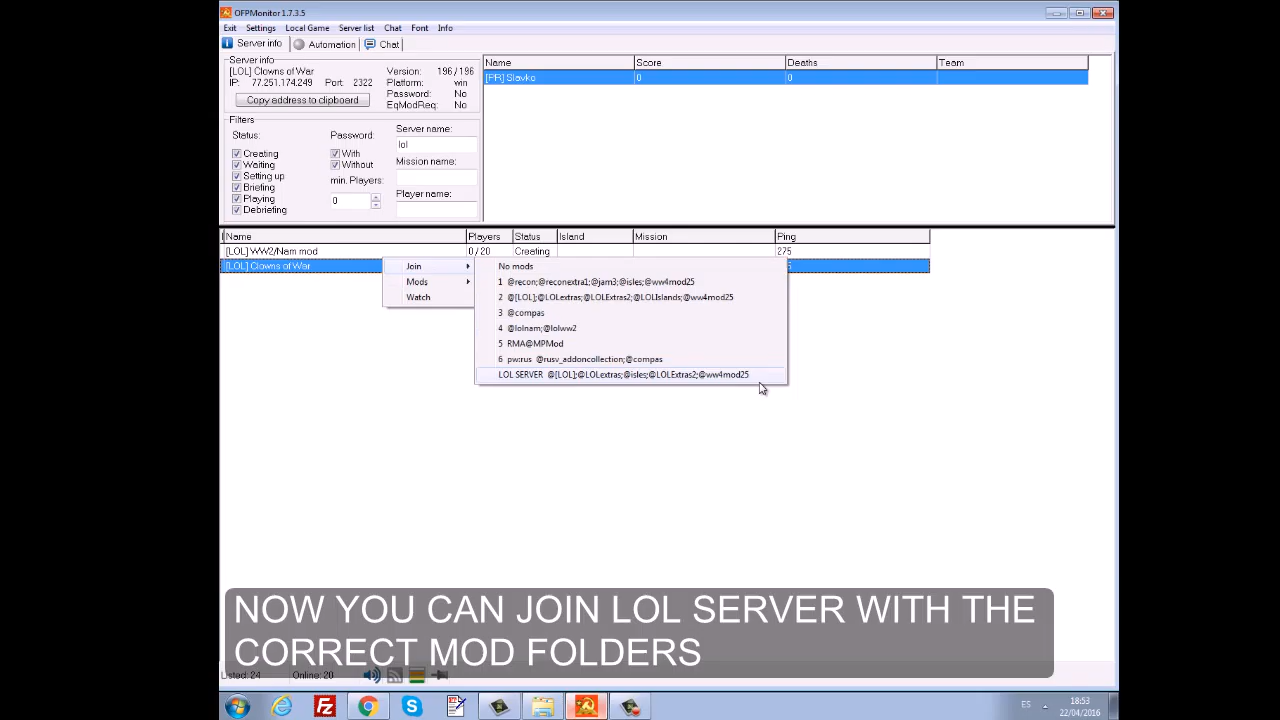 OFPMonitor 1.7.3.5
Exit Settings Local Game Server list Chat Font Info
Server info Automation Chat
Server info
[LOL] Clowns of War
IP: 77.251.174.249 Port: 2322
Copy address to clipboard
Version: 196 / 196
Platform: win
Password: No
EqModReq: No
Filters
Status:
Creating
Waiting
Setting up
Briefing
Playing
Debriefing
Password:
With
Without
min. Players:
0
Server name:
lol
Mission name:
Player name:
Name Score Deaths Team
[PR] Slavko 0 0
Name Players Status Island Mission Ping
[LOL] WW2/Nam mod 0 / 20 Creating 275
[LOL] Clowns of War
Join
Mods
Watch
No mods
1 @recon;@reconextra1;@jam3;@isles;@ww4mod25
2 @[LOL];@LOLextras;@LOLExtras2;@LOLIslands;@ww4mod25
3 @compas
4 @lolnam;@lolww2
5 RMA@MPMod
6 pw:rus @rusv_addoncollection;@compas
LOL SERVER @[LOL];@LOLextras;@isles;@LOLExtras2;@ww4mod25
NOW YOU CAN JOIN LOL SERVER WITH THE
CORRECT MOD FOLDERS
Listed: 24 Online: 20
ES
18:53
22/04/2016